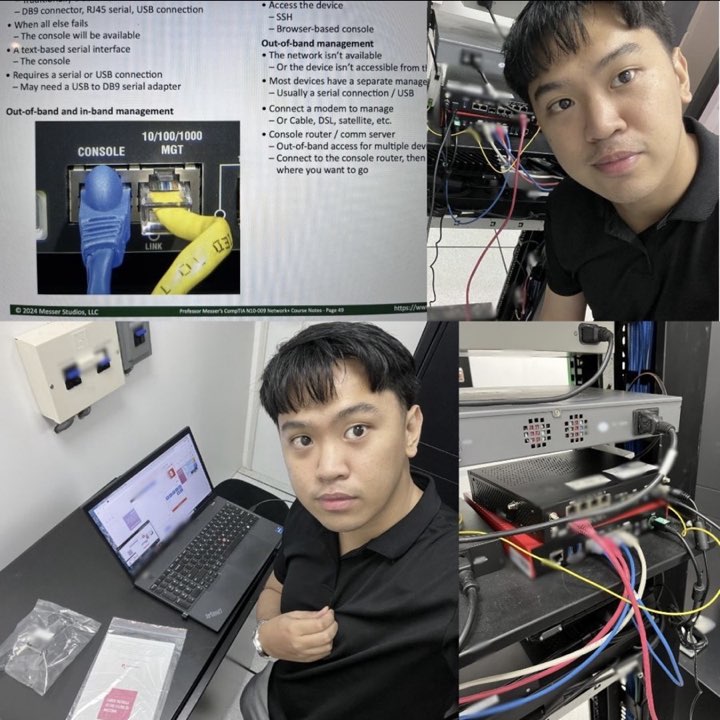 – DB9 connector, RJ45 serial, USB connection
• When all else fails
– The console will be available
• A text-based serial interface
– The console
• Requires a serial or USB connection
– May need a USB to DB9 serial adapter
Out-of-band and in-band management
CONSOLE
10/100/1000
MGT
LINK
• Access the device
– SSH
– Browser-based console
Out-of-band management
• The network isn't available
– Or the device isn't accessible from
• Most devices have a separate
– Usually a serial connection / USB
• Connect a modem to manage
– Or Cable, DSL, satellite, etc.
• Console router / comm server
– Out-of-band access for multiple
– Connect to the console router, then
where you want to go
© 2024 Messer Studios, LLC
Professor Messer's CompTIA N10-009 Network+ Course Notes - Page 49
Lenovo